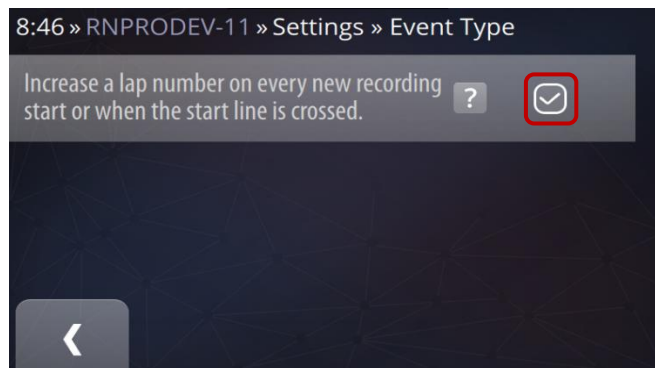 8:46 » RNPRODEV-11 » Settings » Event Type
Increase a lap number on every new recording
start or when the start line is crossed.
?